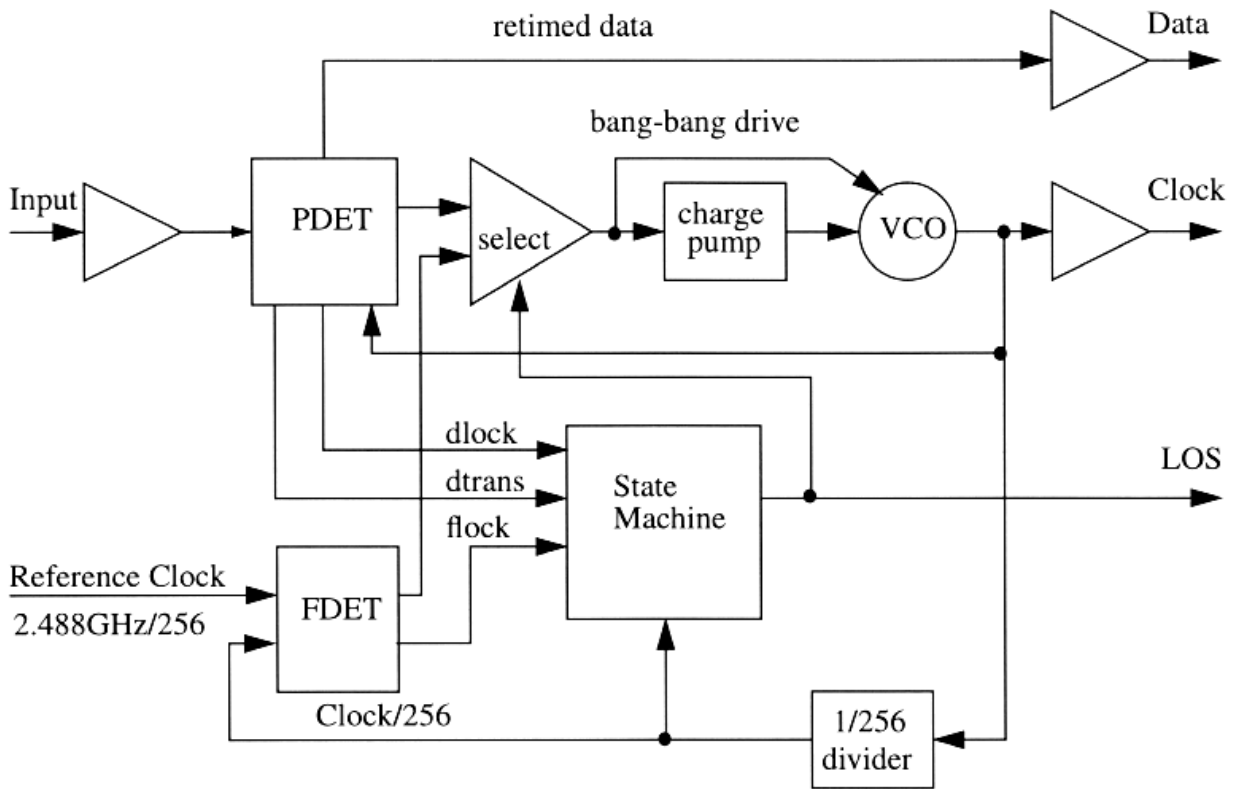 retimed data
Data
bang-bang drive
Input
PDET
select
charge
pump
VCO
Clock
dlock
dtrans
flock
State
Machine
LOS
Reference Clock
2.488GHz/256
FDET
Clock/256
1/256
divider